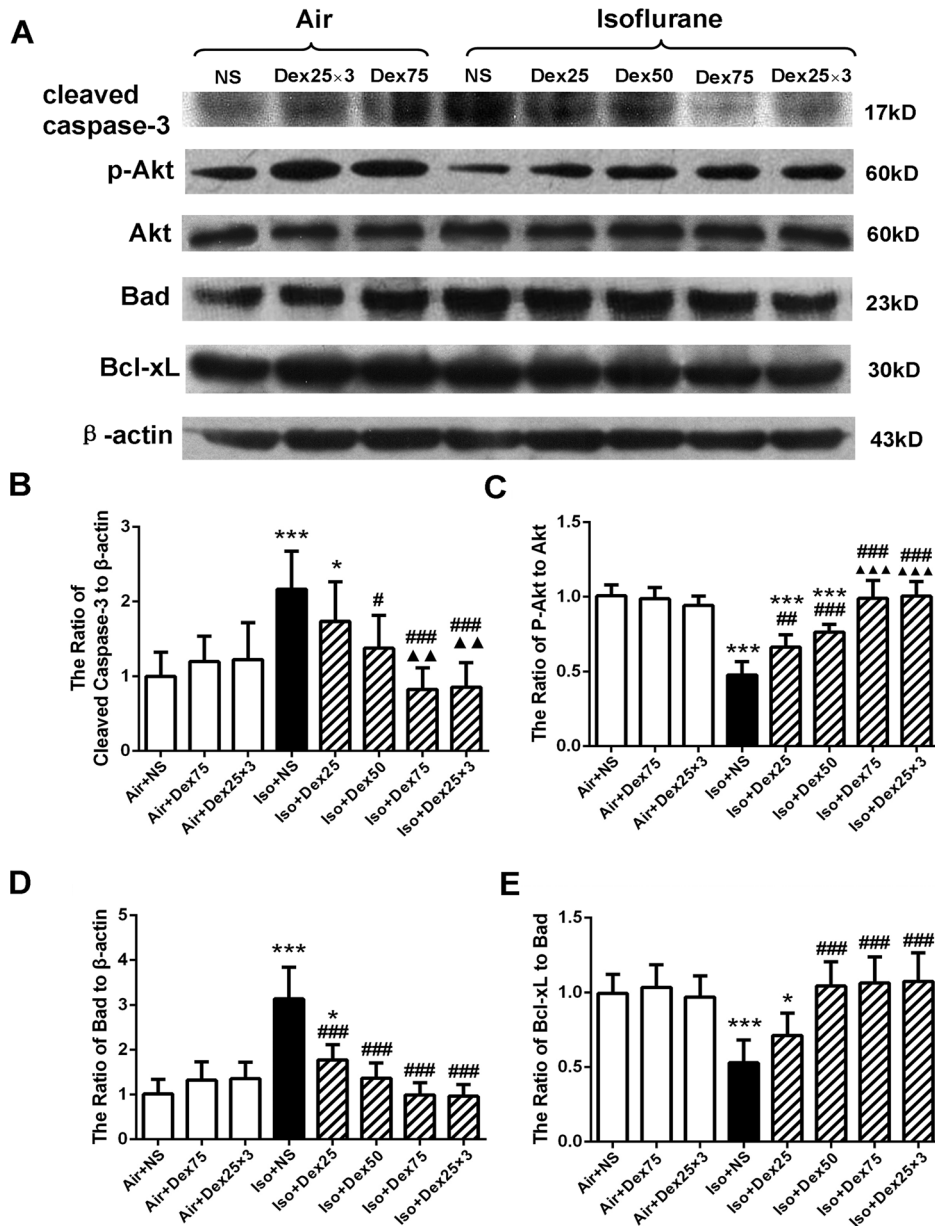 A
Air
Isoflurane
NS Dex25×3 Dex75 NS Dex25 Dex50 Dex75 Dex25×3
cleaved
caspase-3
17kD
p-Akt
60kD
Akt
60kD
Bad
23kD
Bcl-xL
30kD
β-actin
43kD
B
The Ratio of
Cleaved Caspase-3 to β-actin
3
2
1
0
***
*
#
###
▲▲
###
▲▲
Air+NS
Air+Dex75
Air+Dex25×3
Iso+NS
Iso+Dex25
Iso+Dex50
Iso+Dex75
Iso+Dex25×3
C
The Ratio of P-Akt to Akt
1.5
1.0
0.5
0.0
***
***
##
***
###
###
▲▲▲
###
▲▲▲
Air+NS
Air+Dex75
Air+Dex25×3
Iso+NS
Iso+Dex25
Iso+Dex50
Iso+Dex75
Iso+Dex25×3
D
The Ratio of Bad to β-actin
5
4
3
2
1
0
***
*
###
###
###
###
Air+NS
Air+Dex75
Air+Dex25×3
Iso+NS
Iso+Dex25
Iso+Dex50
Iso+Dex75
Iso+Dex25×3
E
The Ratio of Bcl-xL to Bad
1.5
1.0
0.5
0.0
***
*
###
###
###
Air+NS
Air+Dex75
Air+Dex25×3
Iso+NS
Iso+Dex25
Iso+Dex50
Iso+Dex75
Iso+Dex25×3